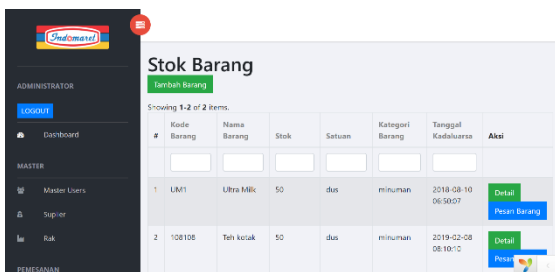 Indomaret
ADMINISTRATOR
LOGOUT
Dashboard
MASTER
Master Users
Suplier
Rak
PEMESANAN
Stok Barang
Tambah Barang
Showing 1-2 of 2 items.
# Kode Barang Nama Barang Stok Satuan Kategori Barang Tanggal Kadaluarsa Aksi
1 UM1 Ultra Milk 50 dus minuman 2018-08-10 06:50:07 Detail
Pesan Barang
2 108108 Teh kotak 50 dus minuman 2019-02-08 08:10:10 Detail